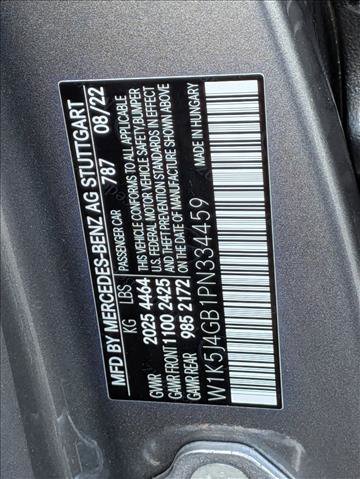 MFD BY MERCEDES-BENZ AG STUTTGART
787 08/22
PASSENGER CAR
THIS VEHICLE CONFORMS TO ALL APPLICABLE
U.S. FEDERAL MOTOR VEHICLE SAFETY/BUMPER
AND THEFT PREVENTION STANDARDS IN EFFECT
ON THE DATE OF MANUFACTURE SHOWN ABOVE
MADE IN HUNGARY
KG LBS
GVWR 2025 4464
GAWR FRONT 1100 2425
GAWR REAR 985 2172
W1K5J4GB1PN334459